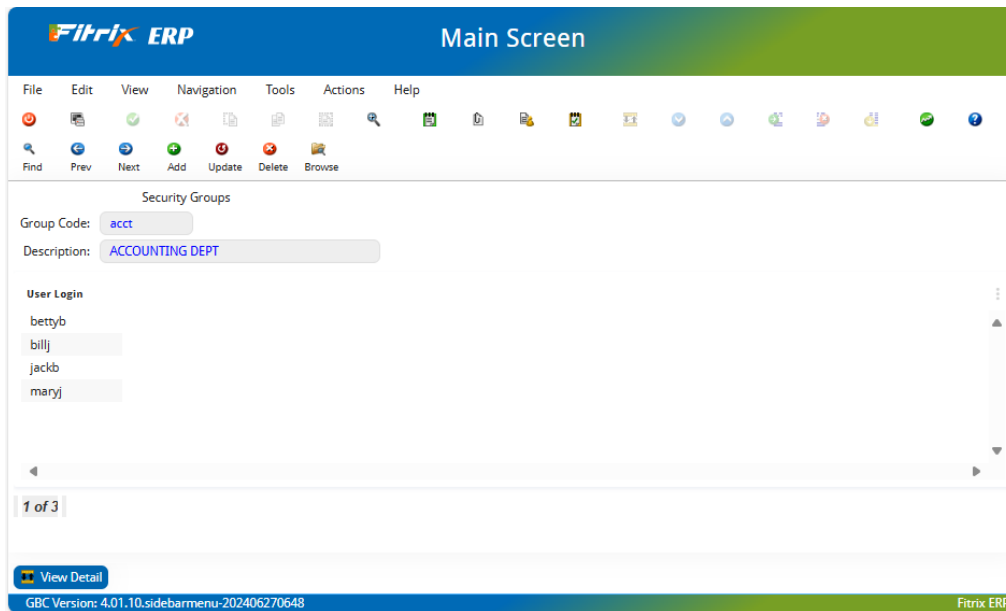 Fitrix ERP
Main Screen
File Edit View Navigation Tools Actions Help
Find Prev Next Add Update Delete Browse
Security Groups
Group Code: acct
Description: ACCOUNTING DEPT
User Login
bettyb
billj
jackb
maryj
1 of 3
View Detail
GBC Version: 4.01.10.sidebarmenu-202406270648 Fitrix ERP